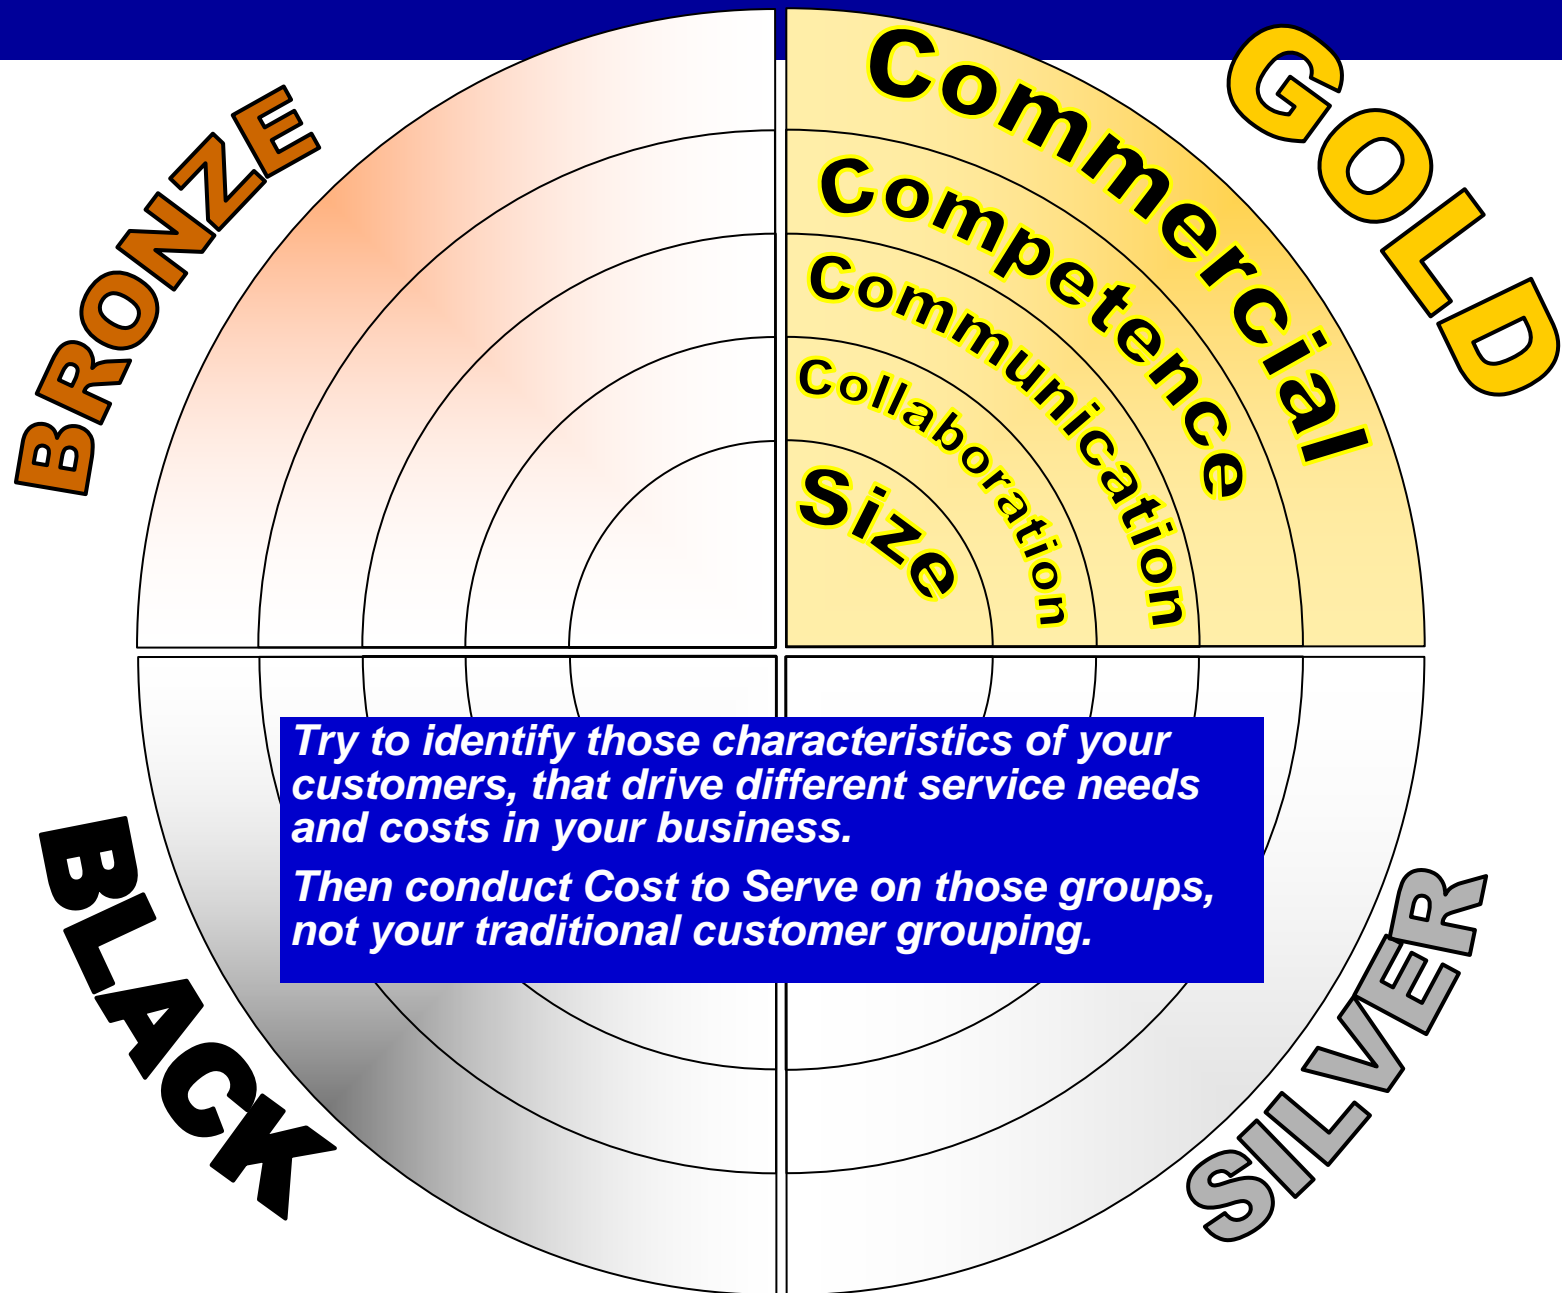 BRONZE
GOLD
Commercial
Competence
Communication
Collaboration
Size
Try to identify those characteristics of your
customers, that drive different service needs
and costs in your business.
Then conduct Cost to Serve on those groups,
not your traditional customer grouping.
BLACK
SILVER